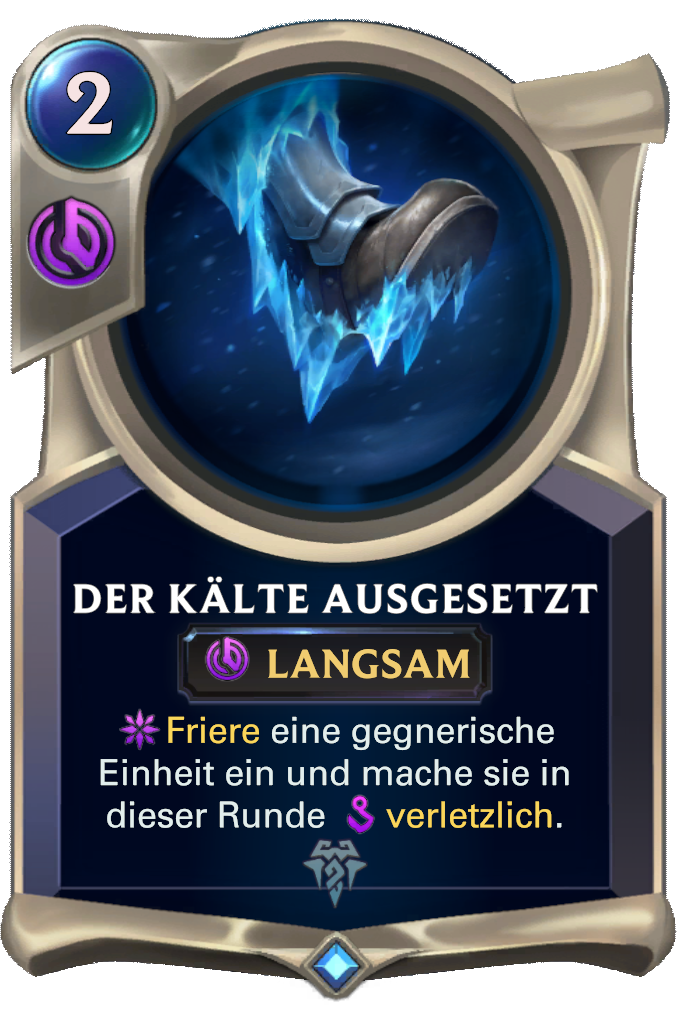 2
DER KÄLTE AUSGESETZT
LANGSAM
Friere eine gegnerische
Einheit ein und mache sie in
dieser Runde verletzlich.